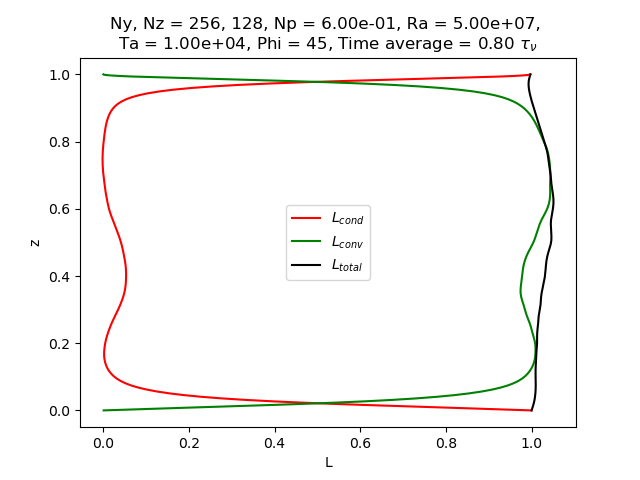 Ny, Nz = 256, 128, Np = 6.00e-01, Ra = 5.00e+07,
Ta = 1.00e+04, Phi = 45, Time average = 0.80 τν
1.0
0.8
0.6
0.4
0.2
0.0
z
L_cond
L_conv
L_total
0.0 0.2 0.4 0.6 0.8 1.0
L